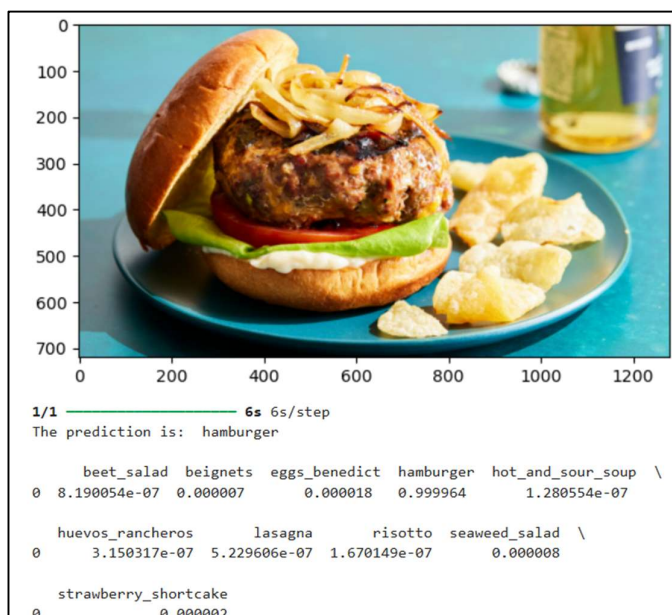 0
100
200
300
400
500
600
700
0 200 400 600 800 1000 1200
1/1 ━━━━━━━━━━━━━━━━━━━━ 6s 6s/step
The prediction is:  hamburger
beet_salad  beignets  eggs_benedict  hamburger  hot_and_sour_soup  \
0  8.190054e-07  0.000007  0.000018  0.999964  1.280554e-07
huevos_rancheros  lasagna  risotto  seaweed_salad  \
0  3.150317e-07  5.229606e-07  1.670149e-07  0.000008
strawberry_shortcake
0  0.000002